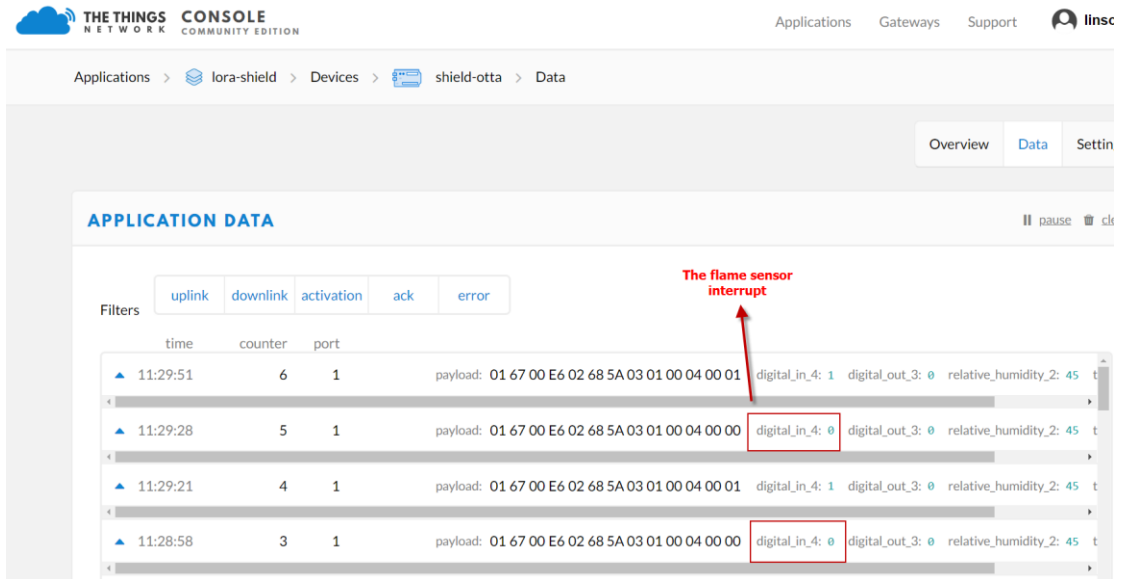 THE THINGS CONSOLE
NETWORK COMMUNITY EDITION
Applications Gateways Support linsc
Applications > lora-shield > Devices > shield-otta > Data
Overview Data Settin
APPLICATION DATA
pause cle
The flame sensor
interrupt
Filters uplink downlink activation ack error
time counter port
11:29:51 6 1 payload: 01 67 00 E6 02 68 5A 03 01 00 04 00 01 digital_in_4: 1 digital_out_3: 0 relative_humidity_2: 45 t
11:29:28 5 1 payload: 01 67 00 E6 02 68 5A 03 01 00 04 00 00 digital_in_4: 0 digital_out_3: 0 relative_humidity_2: 45 t
11:29:21 4 1 payload: 01 67 00 E6 02 68 5A 03 01 00 04 00 01 digital_in_4: 1 digital_out_3: 0 relative_humidity_2: 45 t
11:28:58 3 1 payload: 01 67 00 E6 02 68 5A 03 01 00 04 00 00 digital_in_4: 0 digital_out_3: 0 relative_humidity_2: 45 t